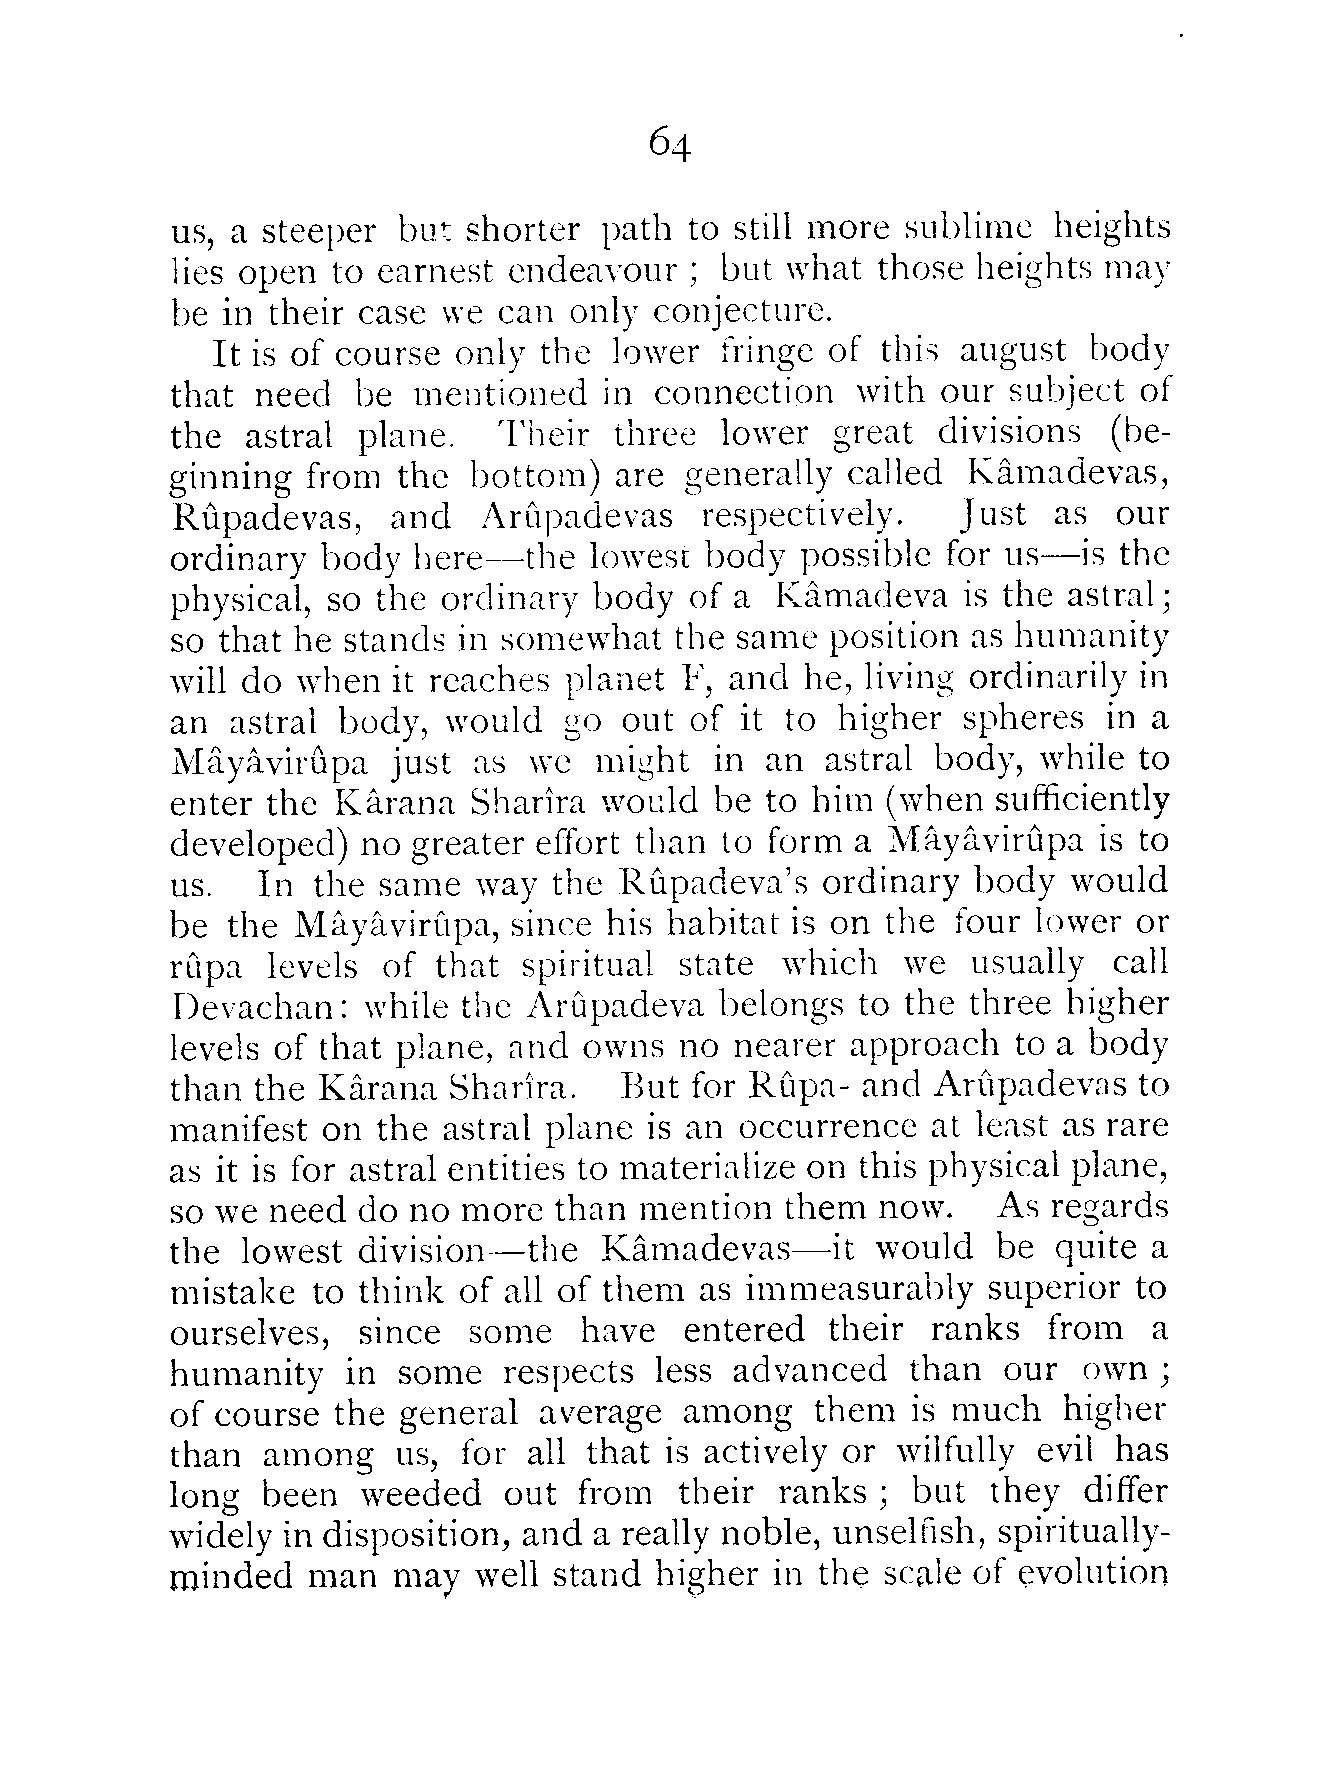 64
us, a steeper but shorter path to still more sublime heights
lies open to earnest endeavour ; but what those heights may
be in their case we can only conjecture.
It is of course only the lower fringe of this august body
that need be mentioned in connection with our subject of
the astral plane. Their three lower great divisions (be-
ginning from the bottom) are generally called Kâmadevas,
Rûpadevas, and Arûpadevas respectively. Just as our
ordinary body here—the lowest body possible for us—is the
physical, so the ordinary body of a Kâmadeva is the astral;
so that he stands in somewhat the same position as humanity
will do when it reaches planet F, and he, living ordinarily in
an astral body, would go out of it to higher spheres in a
Mâyâvirûpa just as we might in an astral body, while to
enter the Kârana Sharîra would be to him (when sufficiently
developed) no greater effort than to form a Mâyâvirûpa is to
us. In the same way the Rûpadeva's ordinary body would
be the Mâyâvirûpa, since his habitat is on the four lower or
rûpa levels of that spiritual state which we usually call
Devachan: while the Arûpadeva belongs to the three higher
levels of that plane, and owns no nearer approach to a body
than the Kârana Sharîra. But for Rûpa- and Arûpadevas to
manifest on the astral plane is an occurrence at least as rare
as it is for astral entities to materialize on this physical plane,
so we need do no more than mention them now. As regards
the lowest division—the Kâmadevas—it would be quite a
mistake to think of all of them as immeasurably superior to
ourselves, since some have entered their ranks from a
humanity in some respects less advanced than our own ;
of course the general average among them is much higher
than among us, for all that is actively or wilfully evil has
long been weeded out from their ranks ; but they differ
widely in disposition, and a really noble, unselfish, spiritually-
minded man may well stand higher in the scale of evolution